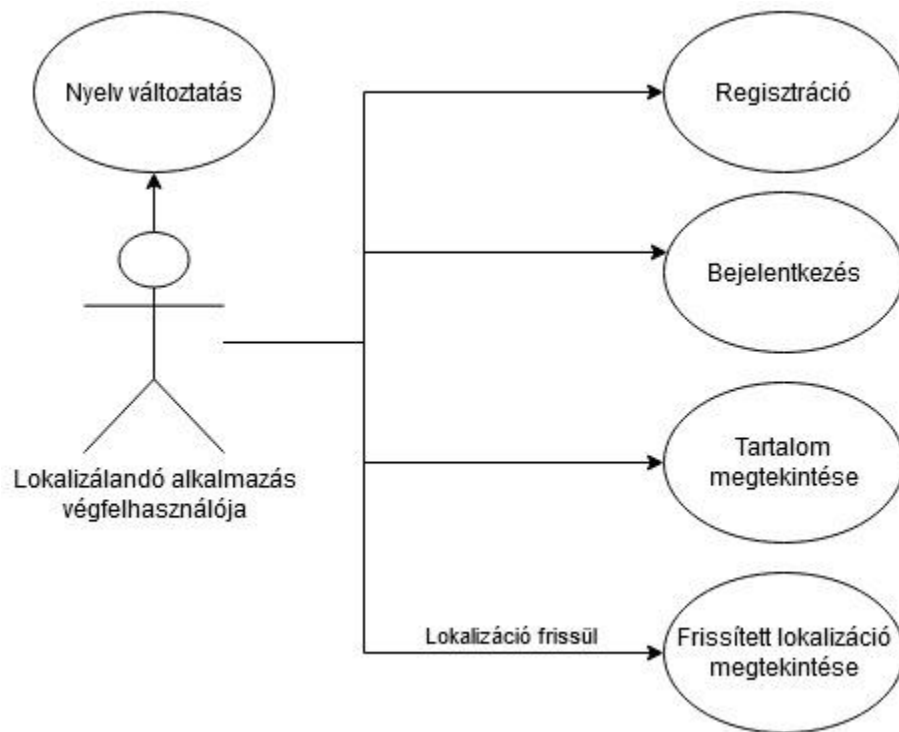 Nyelv változtatás
Regisztráció
Bejelentkezés
Lokalizálandó alkalmazás
végfelhasználója
Tartalom
megtekintése
Lokalizáció frissül
Frissített lokalizáció
megtekintése